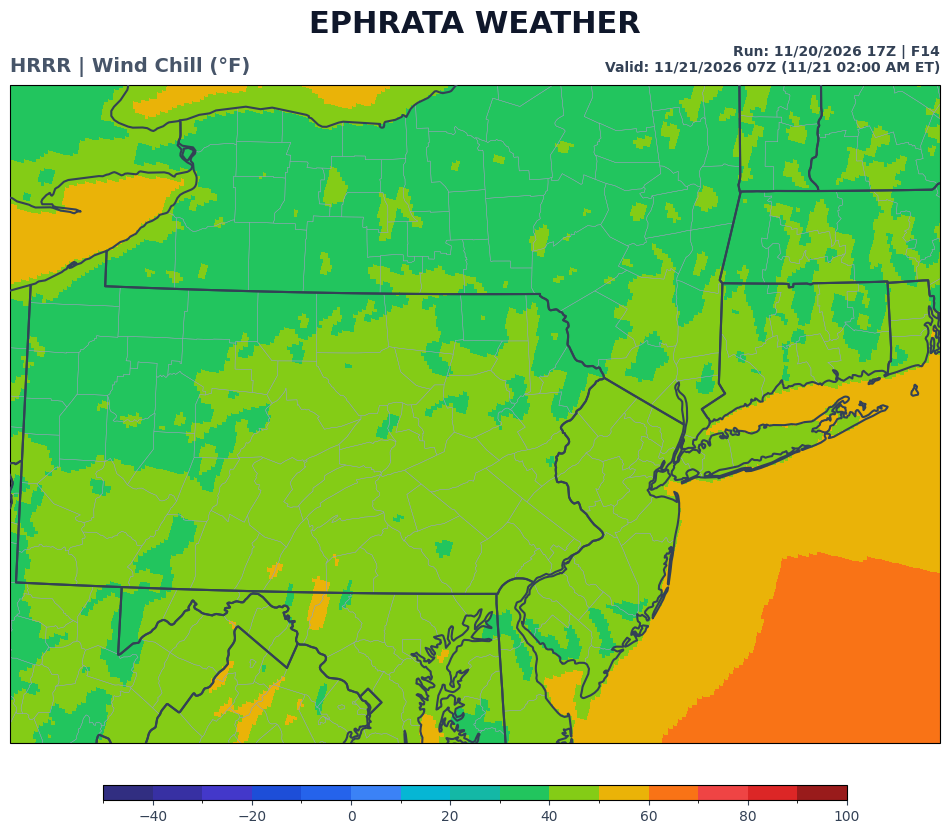 EPHRATA WEATHER
HRRR | Wind Chill (°F)
Run: 11/20/2026 17Z | F14
Valid: 11/21/2026 07Z (11/21 02:00 AM ET)
−40 −20 0 20 40 60 80 100